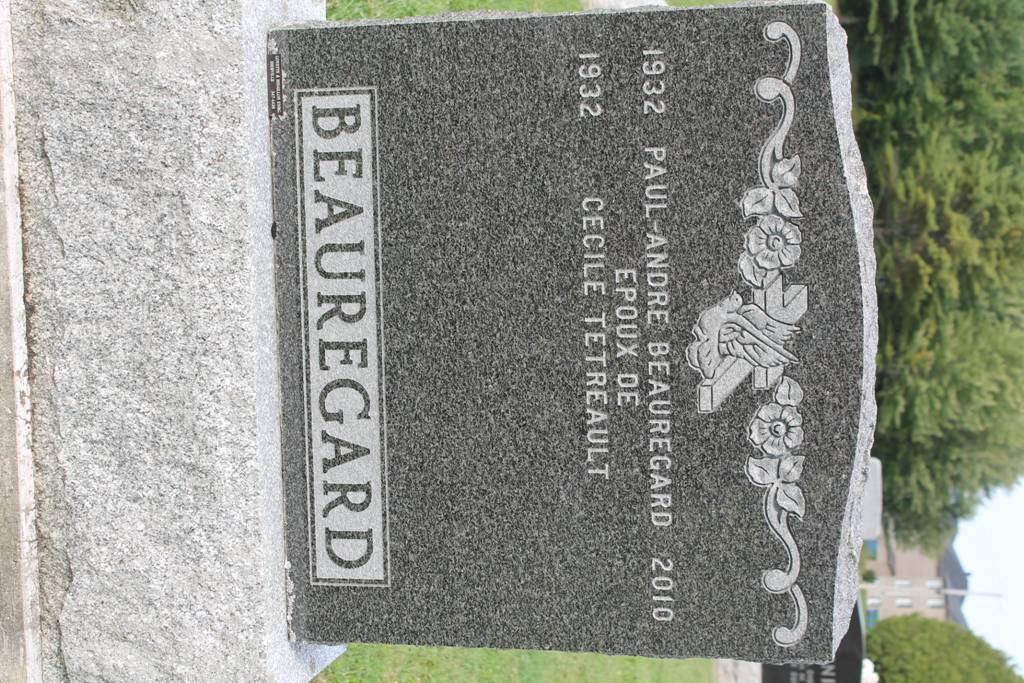 1932 PAUL-ANDRE BEAUREGARD 2010
EPOUX DE
1932 CECILE TETREAULT
BEAUREGARD